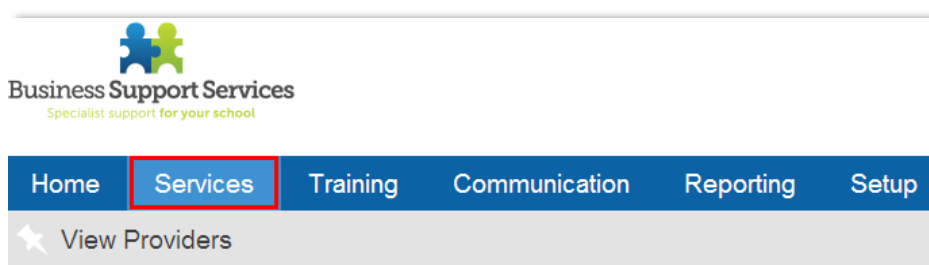 Business Support Services
Specialist support for your school
Home Services Training Communication Reporting Setup
View Providers